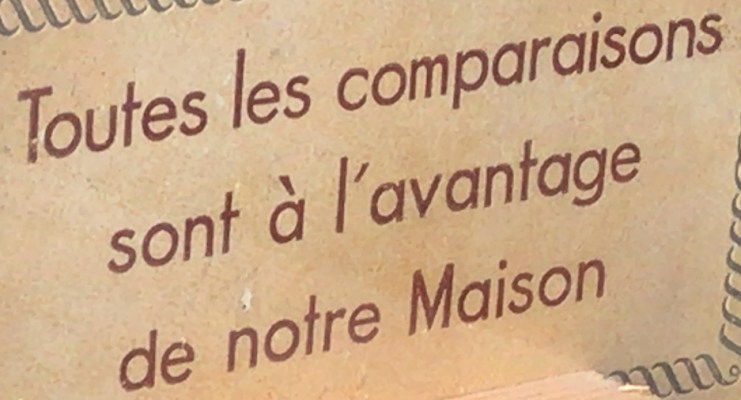 Toutes les comparaisons
sont à l'avantage
de notre Maison